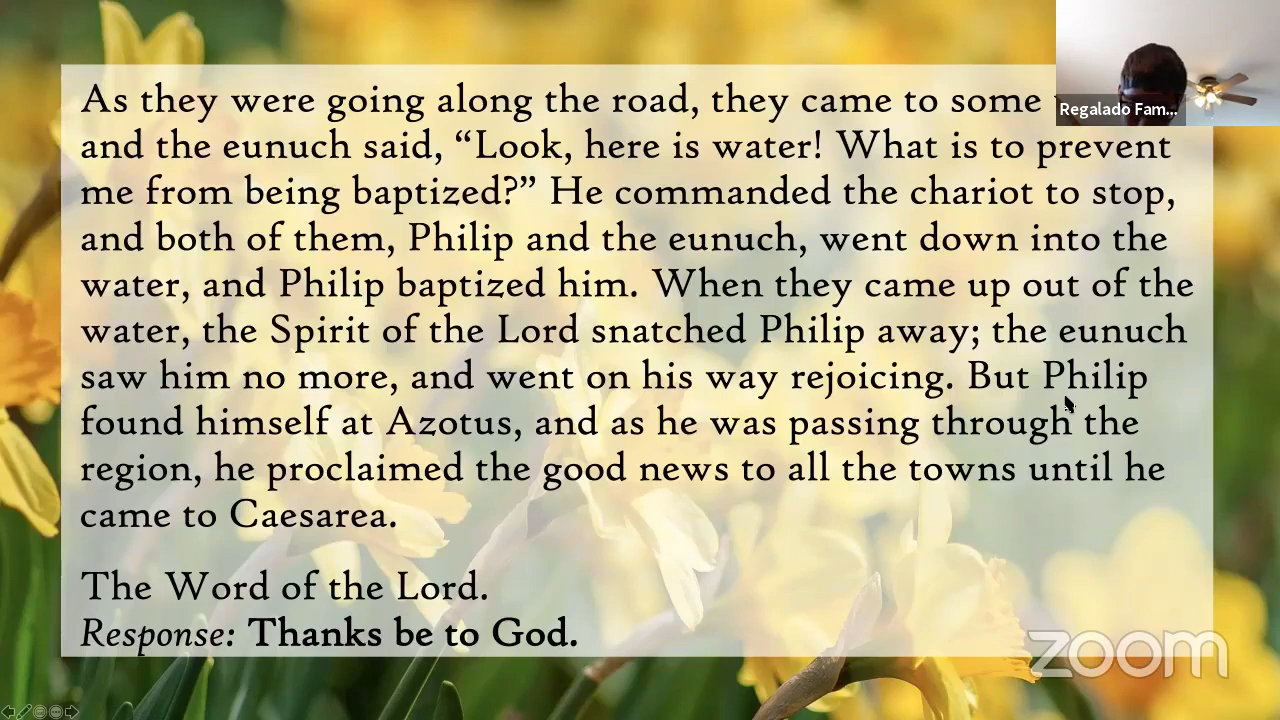 As they were going along the road, they came to some
and the eunuch said, “Look, here is water! What is to prevent
me from being baptized?” He commanded the chariot to stop,
and both of them, Philip and the eunuch, went down into the
water, and Philip baptized him. When they came up out of the
water, the Spirit of the Lord snatched Philip away; the eunuch
saw him no more, and went on his way rejoicing. But Philip
found himself at Azotus, and as he was passing through the
region, he proclaimed the good news to all the towns until he
came to Caesarea.
The Word of the Lord.
Response: Thanks be to God.
Regalado Fam...
zoom